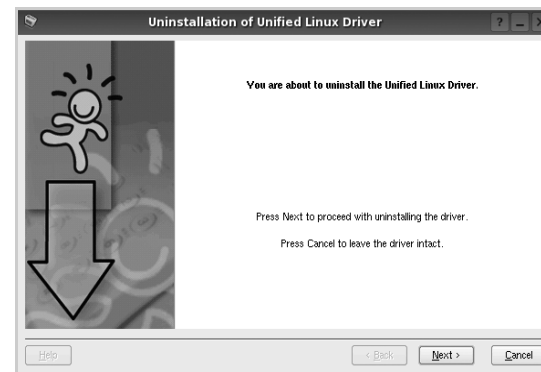 Uninstallation of Unified Linux Driver
You are about to uninstall the Unified Linux Driver.
Press Next to proceed with uninstalling the driver.
Press Cancel to leave the driver intact.
Help
< Back
Next >
Cancel